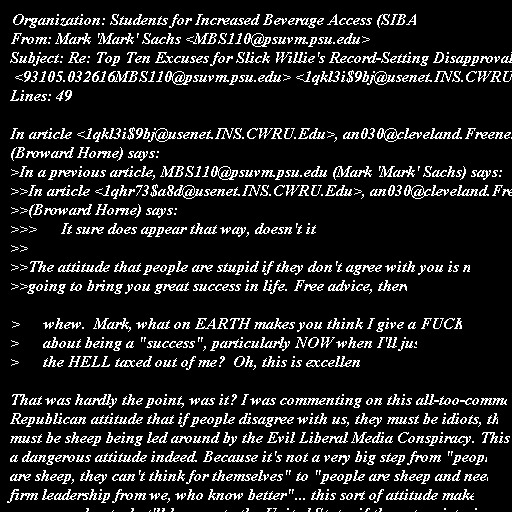 Organization: Students for Increased Beverage Access (SIBA
From: Mark 'Mark' Sachs <MBS110@psuvm.psu.edu>
Subject: Re: Top Ten Excuses for Slick Willie's Record-Setting Disapproval
<93105.032616MBS110@psuvm.psu.edu> <1qkl3i$9bj@usenet.INS.CWRU
Lines: 49

In article <1qkl3i$9bj@usenet.INS.CWRU.Edu>, an030@cleveland.Freene
(Broward Horne) says:
>In a previous article, MBS110@psuvm.psu.edu (Mark 'Mark' Sachs) says:
>>In article <1qhr73$a8d@usenet.INS.CWRU.Edu>, an030@cleveland.Fre
>>(Broward Horne) says:
>>> It sure does appear that way, doesn't it
>>
>>The attitude that people are stupid if they don't agree with you is n
>>going to bring you great success in life. Free advice, ther

> whew. Mark, what on EARTH makes you think I give a FUCK
> about being a "success", particularly NOW when I'll jus
> the HELL taxed out of me? Oh, this is excellen

That was hardly the point, was it? I was commenting on this all-too-commo
Republican attitude that if people disagree with us, they must be idiots, th
must be sheep being led around by the Evil Liberal Media Conspiracy. This
a dangerous attitude indeed. Because it's not a very big step from "peopl
are sheep, they can't think for themselves" to "people are sheep and need
firm leadership from we, who know better"... this sort of attitude make